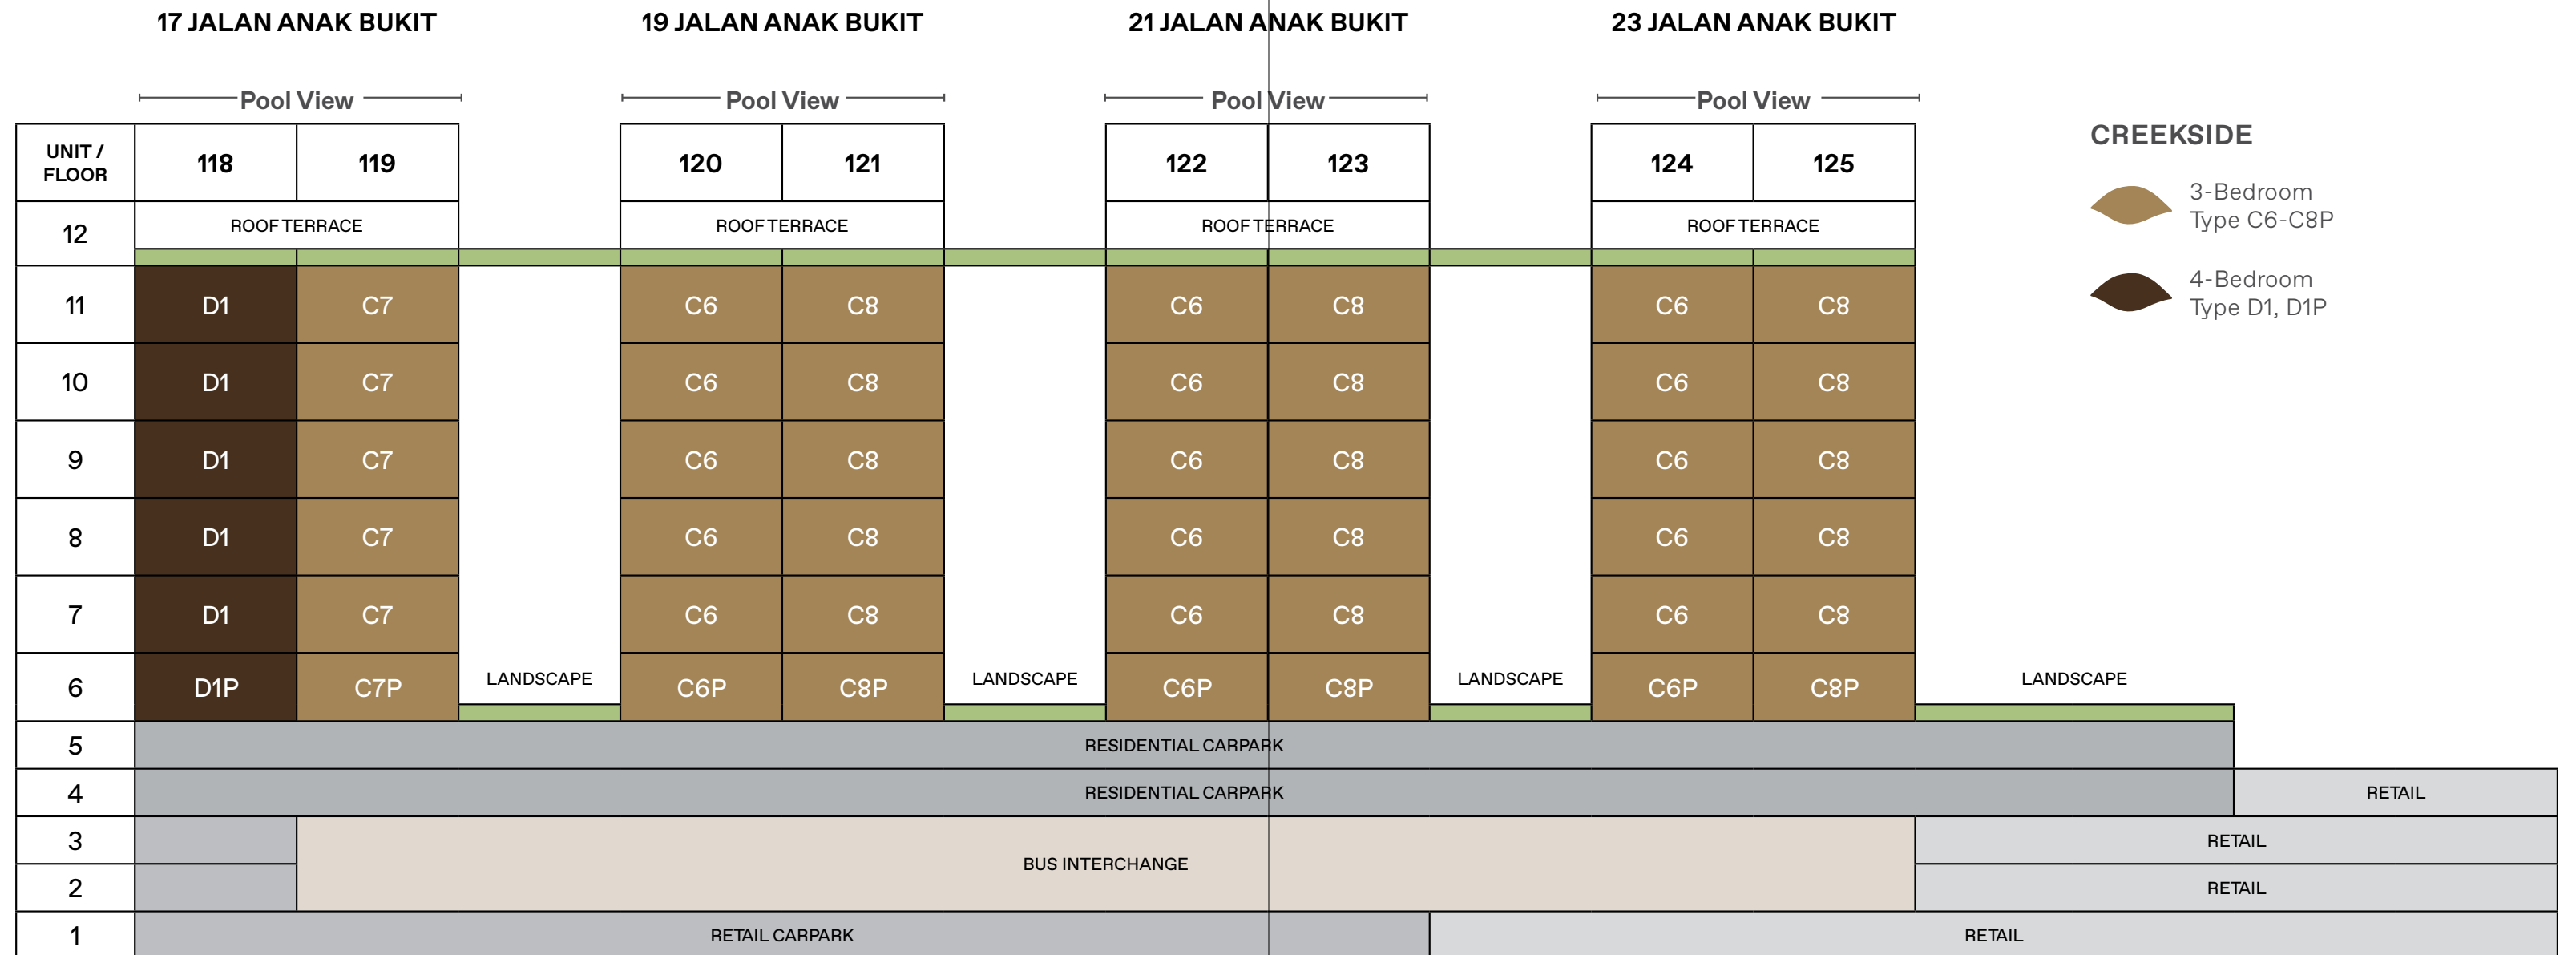 17 JALAN ANAK BUKIT 19 JALAN ANAK BUKIT 21 JALAN ANAK BUKIT 23 JALAN ANAK BUKIT
Pool View Pool View Pool View Pool View
UNIT /
FLOOR
118 119 120 121 122 123 124 125
12 ROOF TERRACE ROOF TERRACE ROOF TERRACE ROOF TERRACE
11 D1 C7 C6 C8 C6 C8 C6 C8
10 D1 C7 C6 C8 C6 C8 C6 C8
9 D1 C7 C6 C8 C6 C8 C6 C8
8 D1 C7 C6 C8 C6 C8 C6 C8
7 D1 C7 C6 C8 C6 C8 C6 C8
6 D1P C7P LANDSCAPE C6P C8P LANDSCAPE C6P C8P LANDSCAPE C6P C8P LANDSCAPE
5 RESIDENTIAL CARPARK
4 RESIDENTIAL CARPARK RETAIL
3 RETAIL
BUS INTERCHANGE
2 RETAIL
1 RETAIL CARPARK RETAIL
CREEKSIDE
3-Bedroom
Type C6-C8P
4-Bedroom
Type D1, D1P